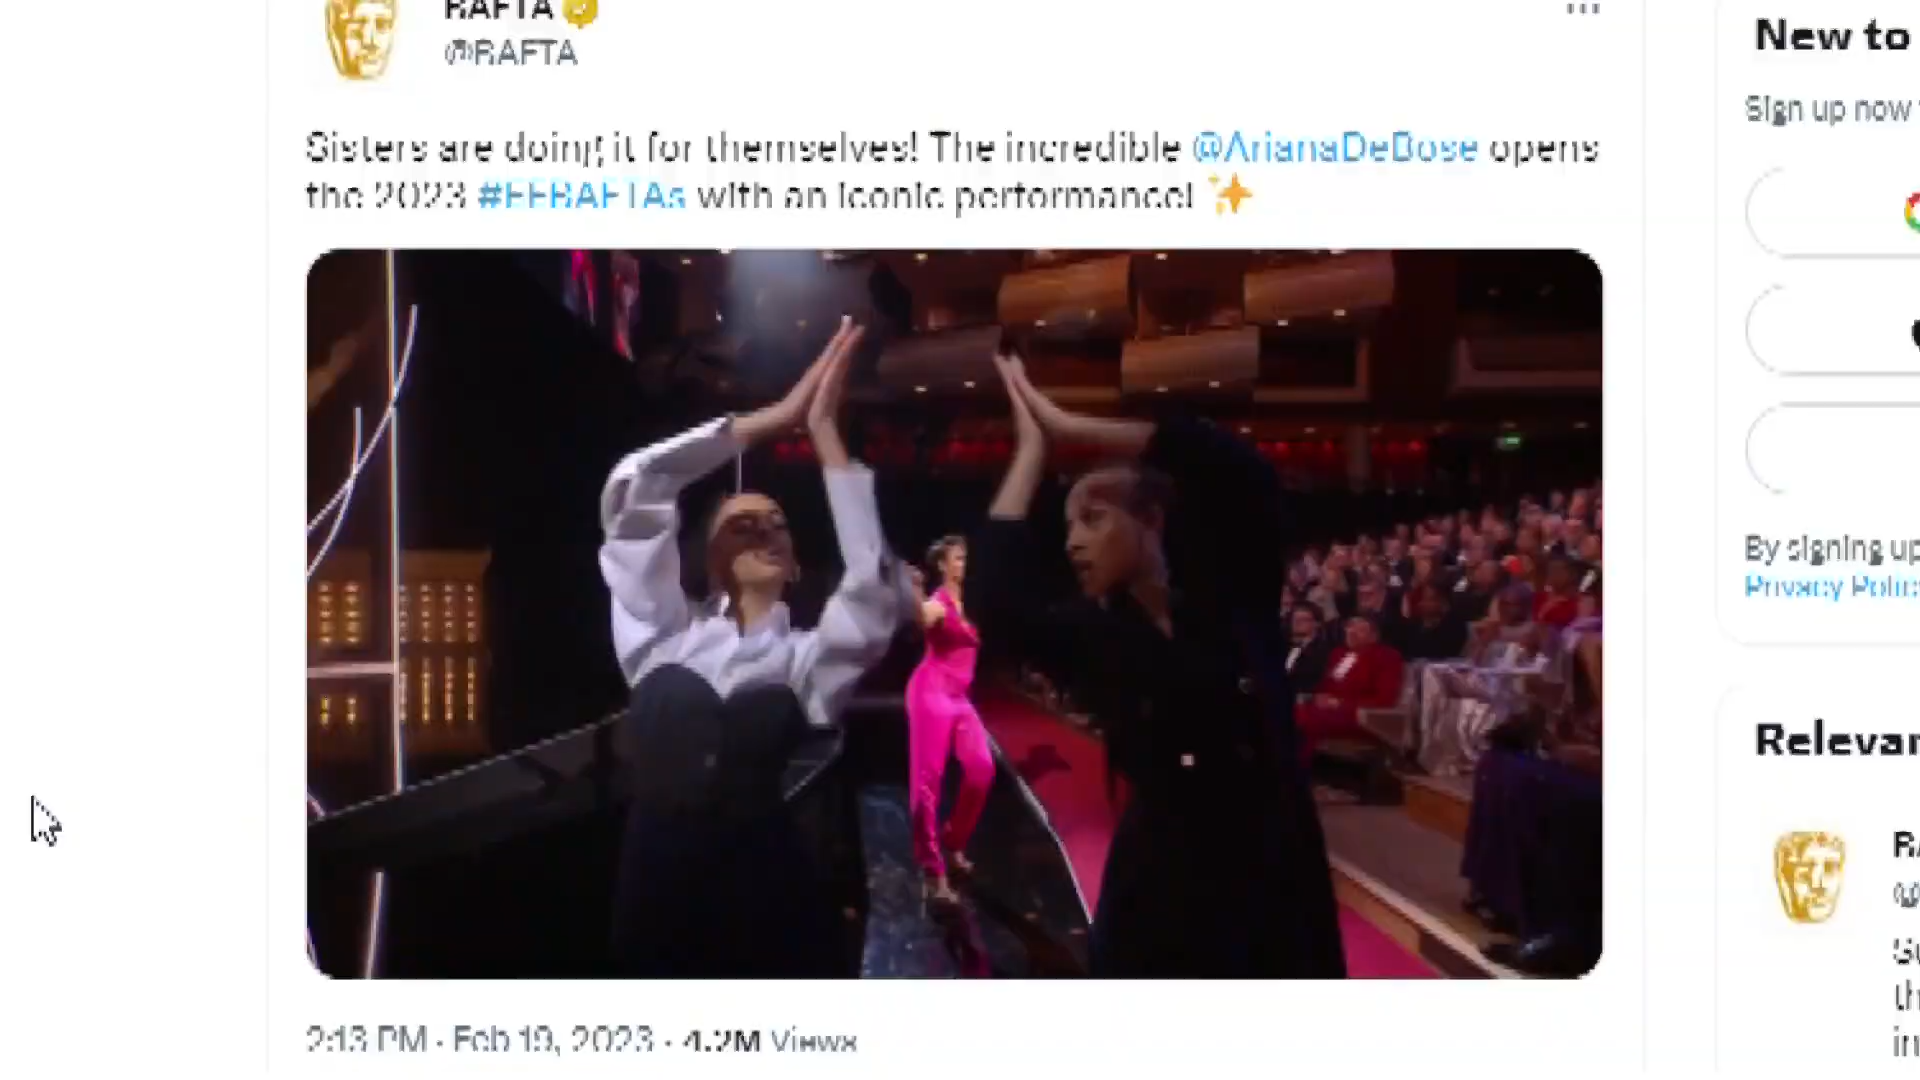 BAFTA
@BAFTA
Sisters are doing it for themselves! The incredible @ArianaDeBose opens
the 2023 #EEBAFTAs with an iconic performance! ✨
2:13 PM · Feb 19, 2023 · 4.2M Views
New to
Sign up now
By signing up
Privacy Polic
Relevan